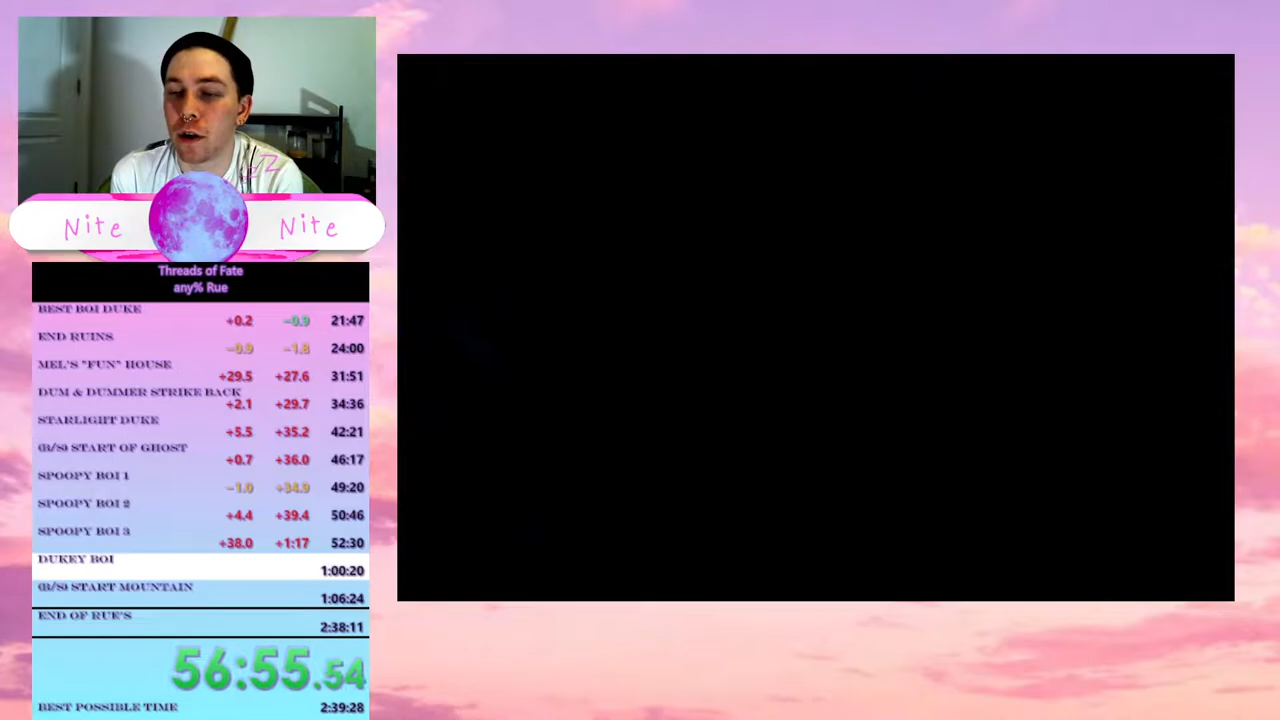 Nite Nite
Threads of Fate
any% Rue
BEST BOI DUKE +0.2 -0.9 21:47
END RUINS -0.9 -1.8 24:00
MEL'S "FUN" HOUSE +29.5 +27.6 31:51
DUM & DUMMER STRIKE BACK +2.1 +29.7 34:36
STARLIGHT DUKE +5.5 +35.2 42:21
(B/S) START OF GHOST +0.7 +36.0 46:17
SPOOPY BOI 1 -1.0 +34.9 49:20
SPOOPY BOI 2 +4.4 +39.4 50:46
SPOOPY BOI 3 +38.0 +1:17 52:30
DUKEY BOI 1:00:20
(B/S) START MOUNTAIN 1:06:24
END OF RUE'S 2:38:11
56:55.54
BEST POSSIBLE TIME 2:39:28